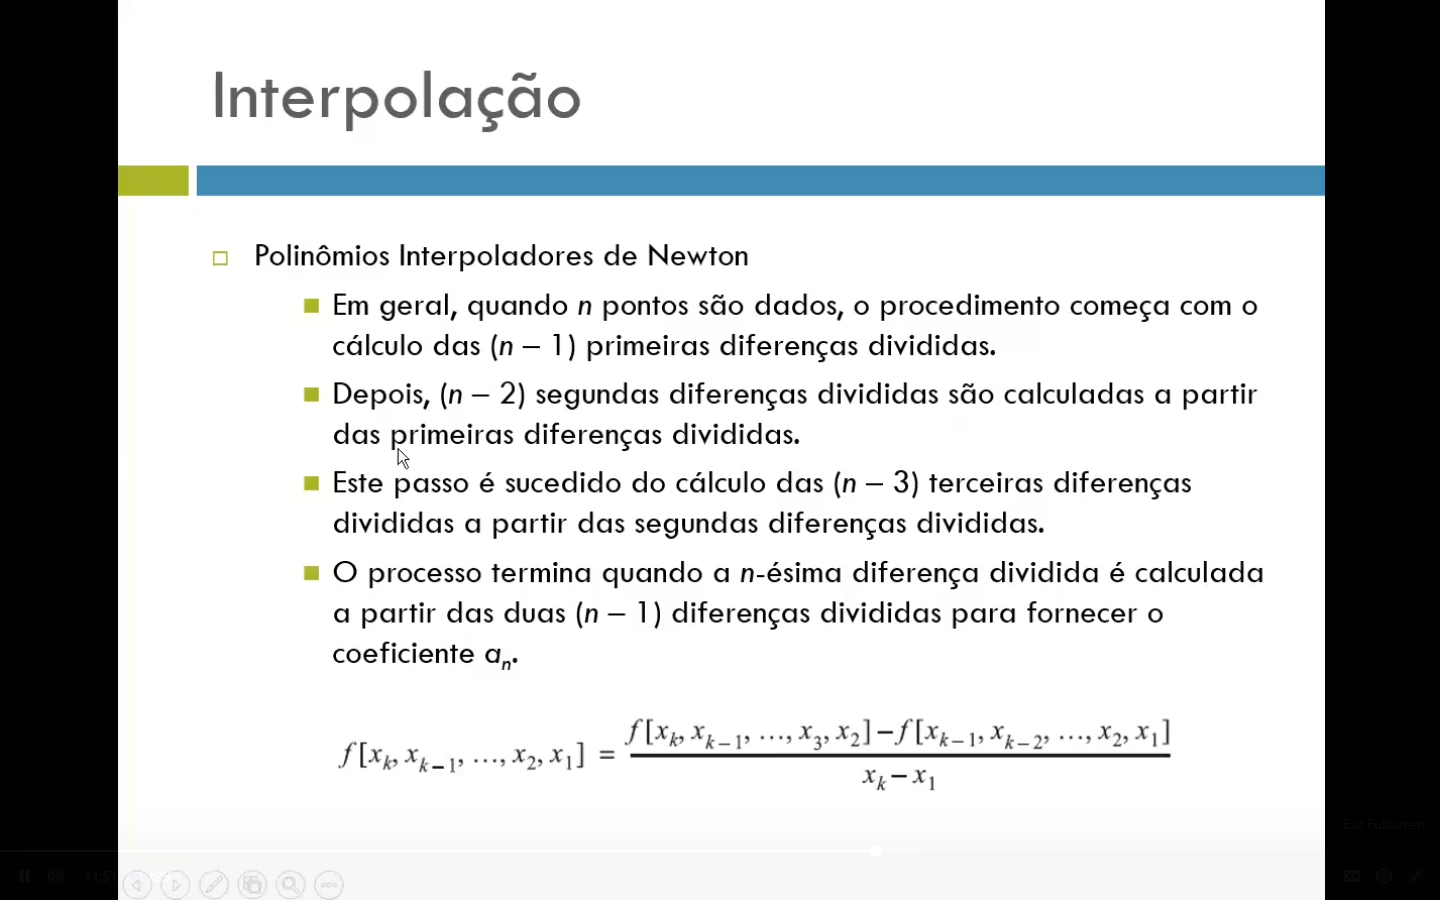 Interpolação
Polinômios Interpoladores de Newton
Em geral, quando n pontos são dados, o procedimento começa com o
cálculo das (n – 1) primeiras diferenças divididas.
Depois, (n – 2) segundas diferenças divididas são calculadas a partir
das primeiras diferenças divididas.
Este passo é sucedido do cálculo das (n – 3) terceiras diferenças
divididas a partir das segundas diferenças divididas.
O processo termina quando a n-ésima diferença dividida é calculada
a partir das duas (n – 1) diferenças divididas para fornecer o
coeficiente aₙ.
f[x_k, x_{k–1}, …, x_2, x_1] = \frac{f[x_k, x_{k–1}, …, x_3, x_2] – f[x_{k–1}, x_{k–2}, …, x_2, x_1]}{x_k – x_1}
Exit Fullscreen